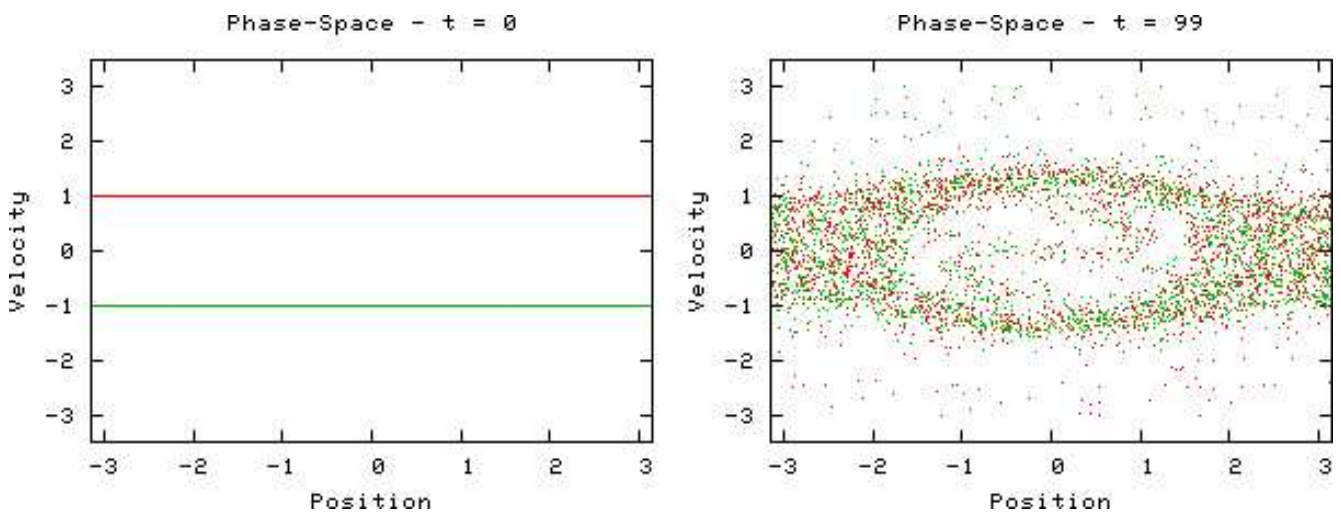 Phase-Space - t = 0
Velocity
3
2
1
0
-1
-2
-3
-3 -2 -1 0 1 2 3
Position
Phase-Space - t = 99
Velocity
3
2
1
0
-1
-2
-3
-3 -2 -1 0 1 2 3
Position